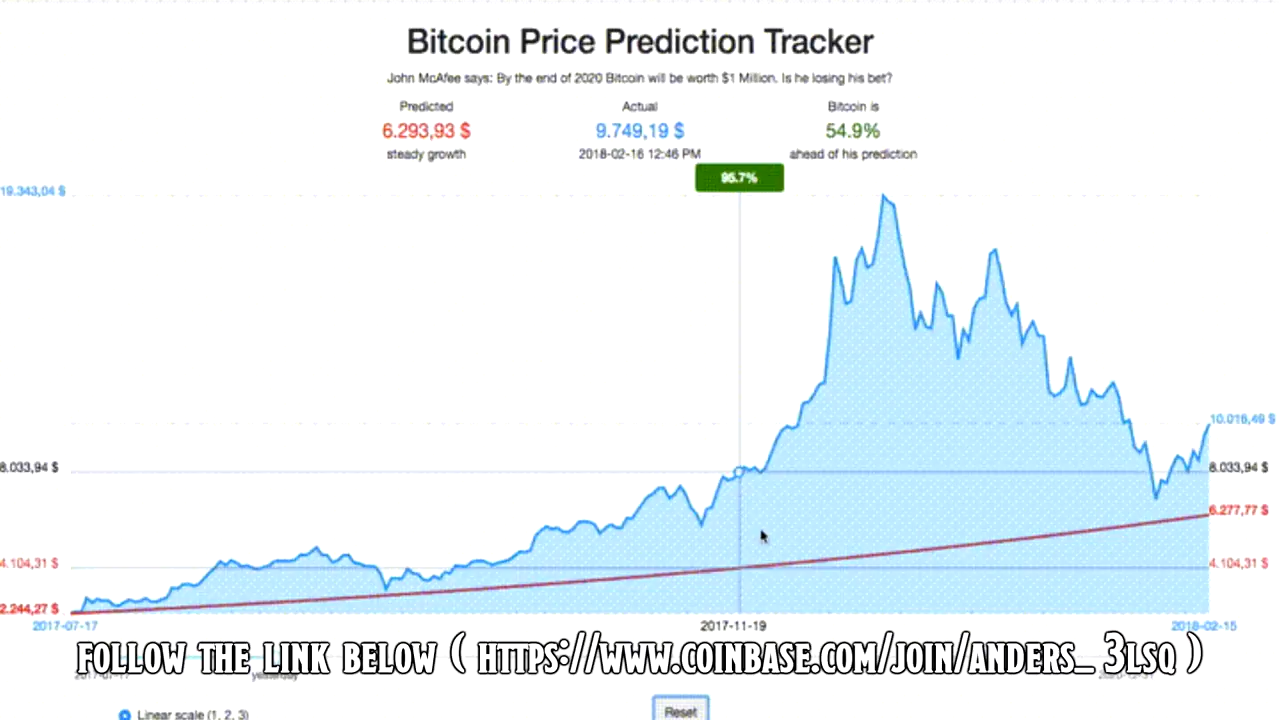 Bitcoin Price Prediction Tracker
John McAfee says: By the end of 2020 Bitcoin will be worth $1 Million. Is he losing his bet?
Predicted Actual Bitcoin is
6.293,93 $ 9.749,19 $ 54.9%
steady growth 2018-02-16 12:46 PM ahead of his prediction
95.7%
19.343,04 $
10.016,49 $
8.033,94 $ 8.033,94 $
6.277,77 $
4.104,31 $ 4.104,31 $
2.244,27 $
2017-07-17 2017-11-19 2018-02-15
FOLLOW THE LINK BELOW ( HTTPS://WWW.COINBASE.COM/JOIN/ANDERS_3LSQ )
2017-07-17 yesterday
Linear scale (1, 2, 3) Reset